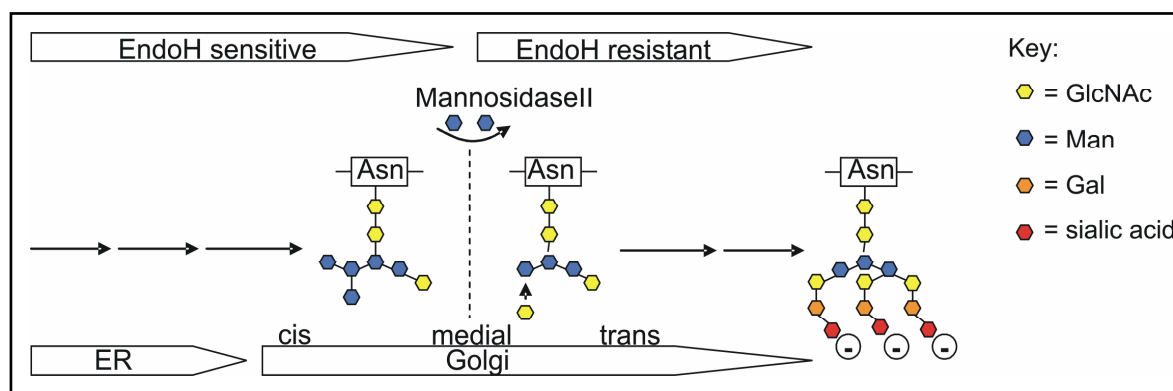 EndoH sensitive
EndoH resistant
Key:
= GlcNAc
= Man
= Gal
= sialic acid
MannosidaseII
Asn
Asn
Asn
cis
medial
trans
ER
Golgi
- - -